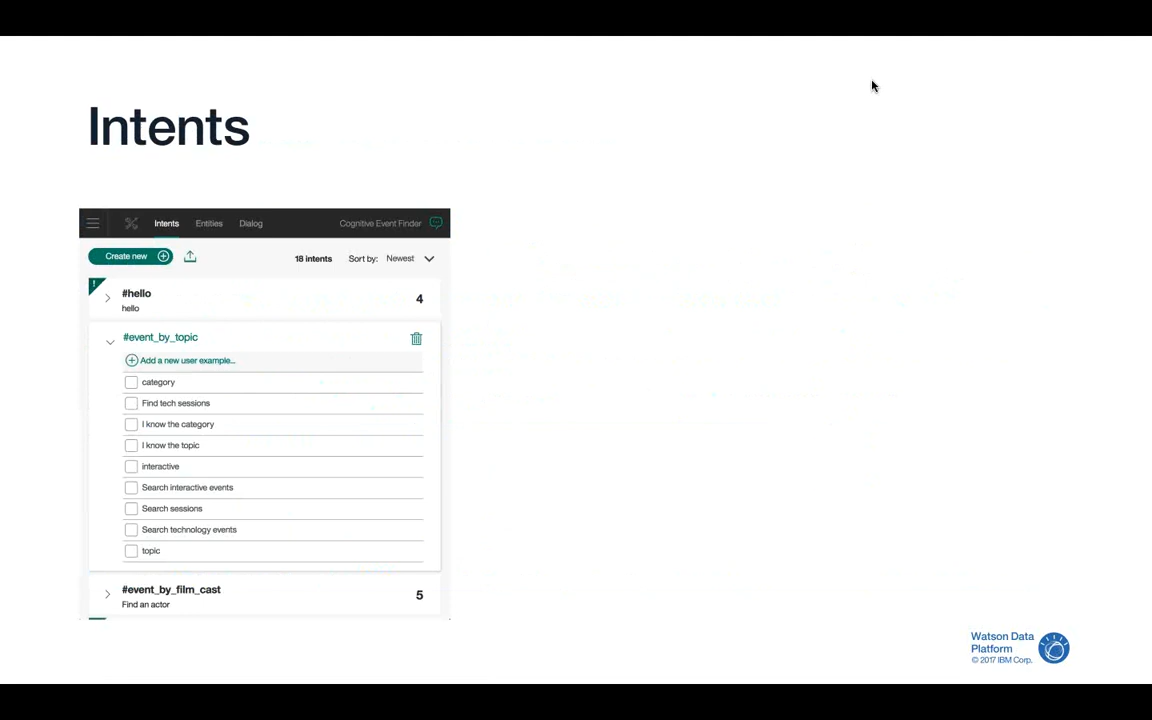 Intents
Intents Entities Dialog Cognitive Event Finder
Create new 18 intents Sort by: Newest
#hello 4
hello
#event_by_topic
Add a new user example...
category
Find tech sessions
I know the category
I know the topic
interactive
Search interactive events
Search sessions
Search technology events
topic
#event_by_film_cast 5
Find an actor
Watson Data
Platform
© 2017 IBM Corp.